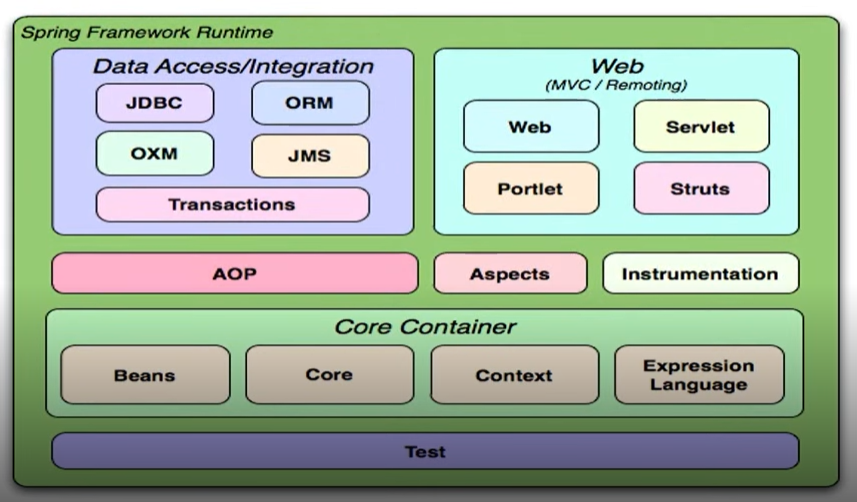 Spring Framework Runtime
Data Access/Integration
JDBC
ORM
OXM
JMS
Transactions
Web
(MVC / Remoting)
Web
Servlet
Portlet
Struts
AOP
Aspects
Instrumentation
Core Container
Beans
Core
Context
Expression
Language
Test